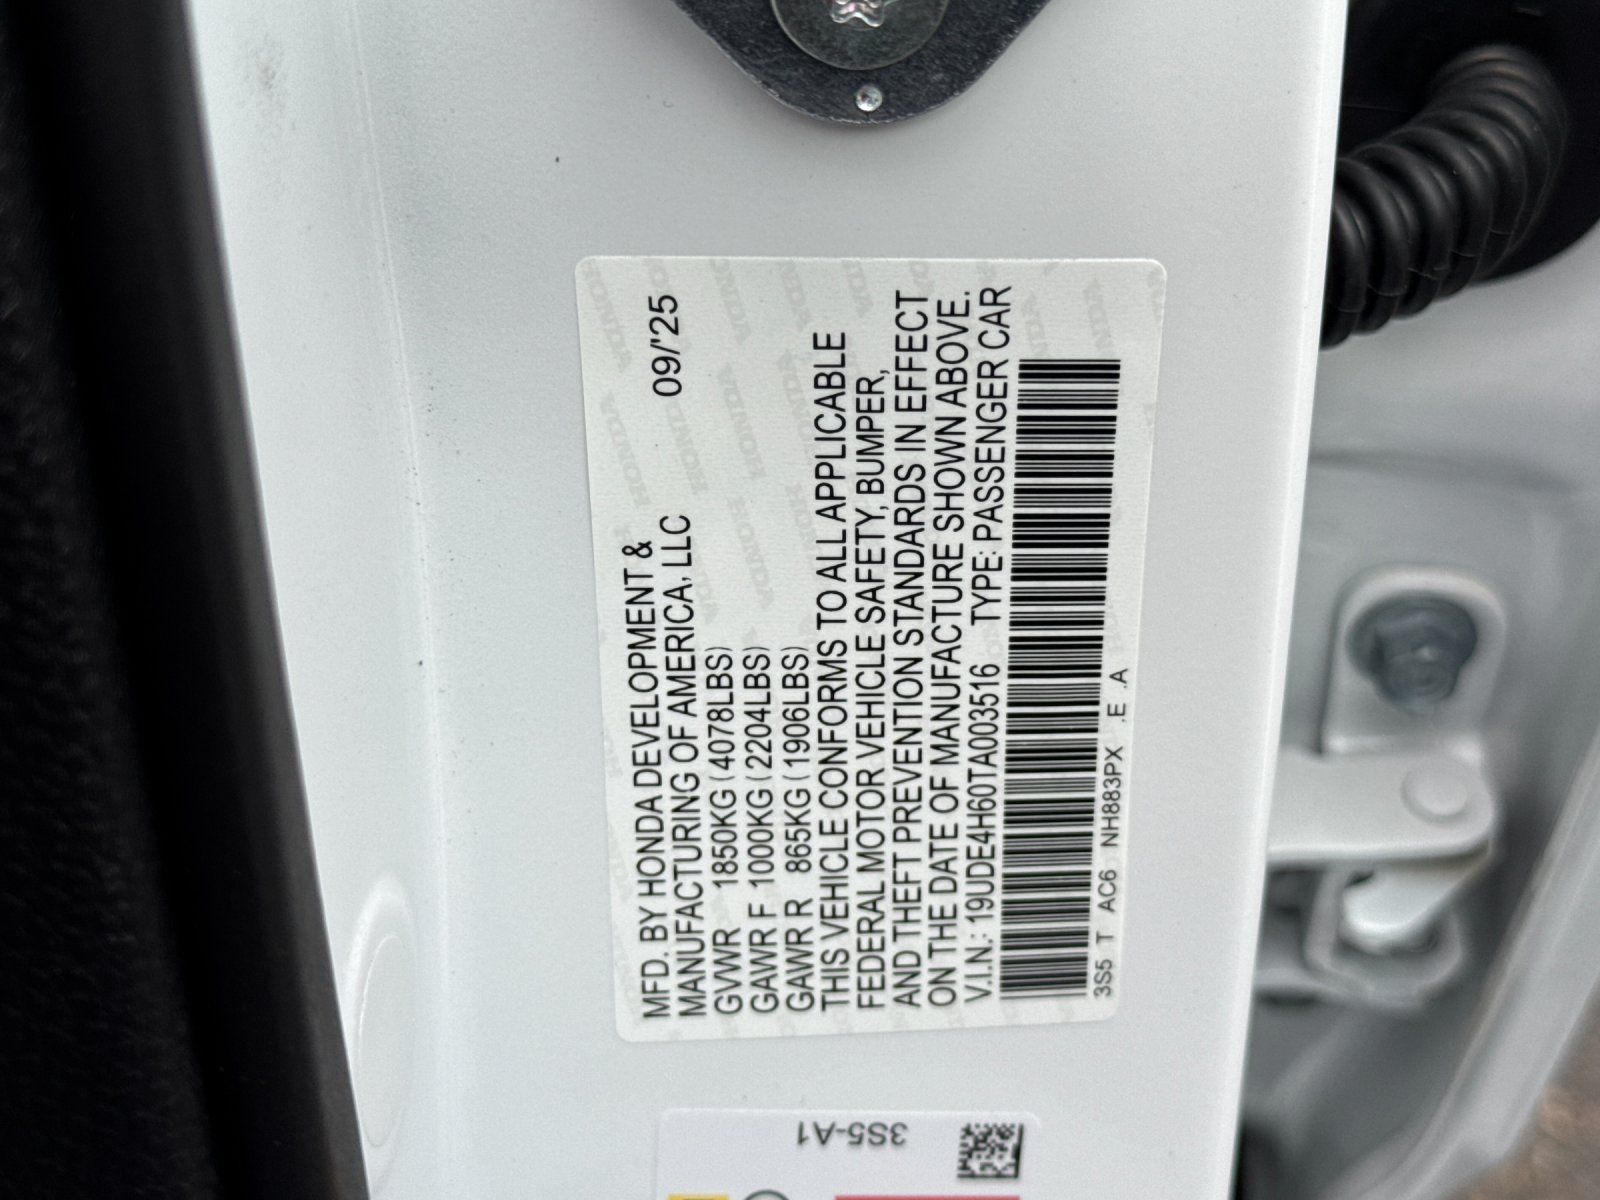 MFD. BY HONDA DEVELOPMENT &
MANUFACTURING OF AMERICA, LLC 09/'25
GVWR 1850KG (4078LBS)
GAWR F 1000KG (2204LBS)
GAWR R 865KG (1906LBS)
THIS VEHICLE CONFORMS TO ALL APPLICABLE
FEDERAL MOTOR VEHICLE SAFETY, BUMPER,
AND THEFT PREVENTION STANDARDS IN EFFECT
ON THE DATE OF MANUFACTURE SHOWN ABOVE.
V.I.N.: 19UDE4H60TA003516 TYPE: PASSENGER CAR
3S5 T AC6 NH883PX .E .A
3S5-A1